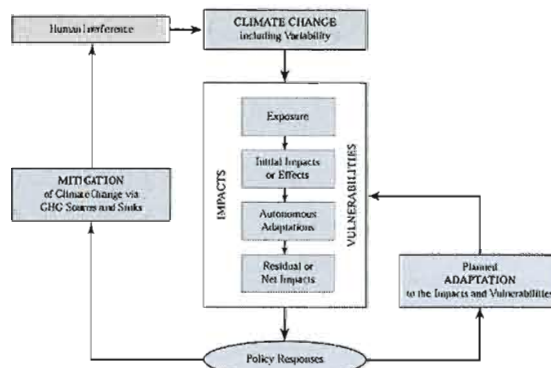 Human Interference
CLIMATE CHANGE
including Variability
Exposure
Initial Impacts
or Effects
Autonomous
Adaptations
Residual or
Net Impacts
IMPACTS
VULNERABILITIES
MITIGATION
of Climate Change via
GHG Sources and Sinks
Planned
ADAPTATION
to the Impacts and Vulnerabilities
Policy Responses